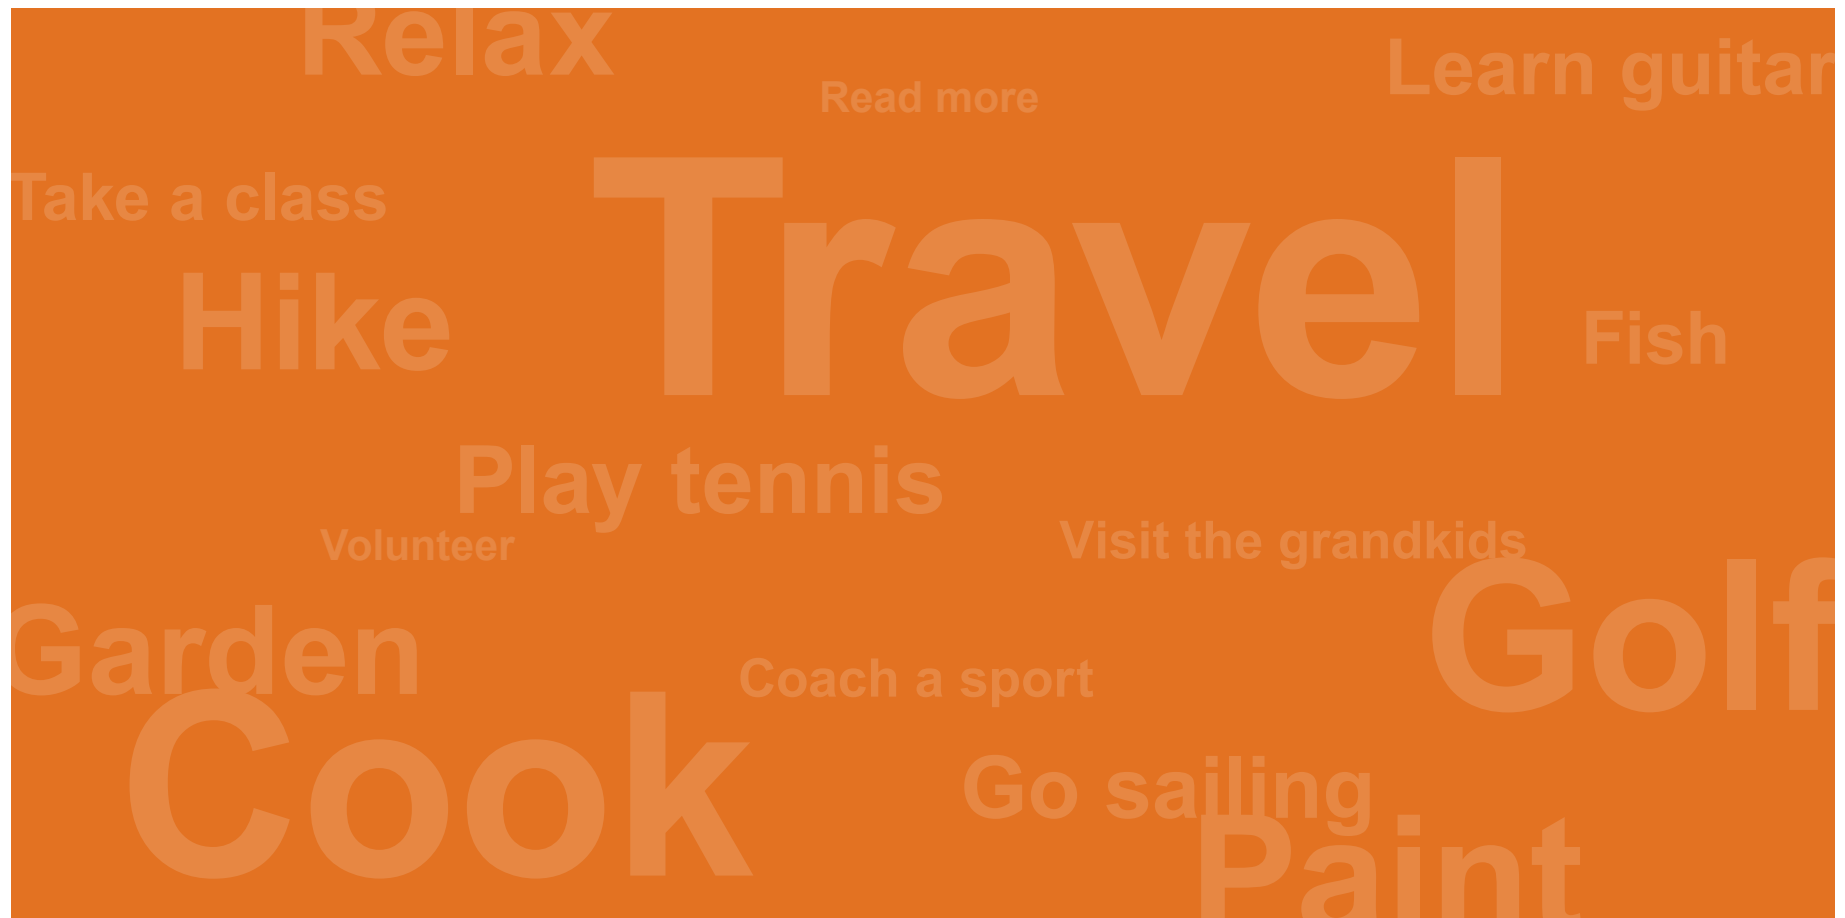 Relax
Learn guitar
Read more
Take a class
Travel
Hike
Fish
Play tennis
Volunteer
Visit the grandkids
Golf
Garden
Coach a sport
Cook
Go sailing
Paint